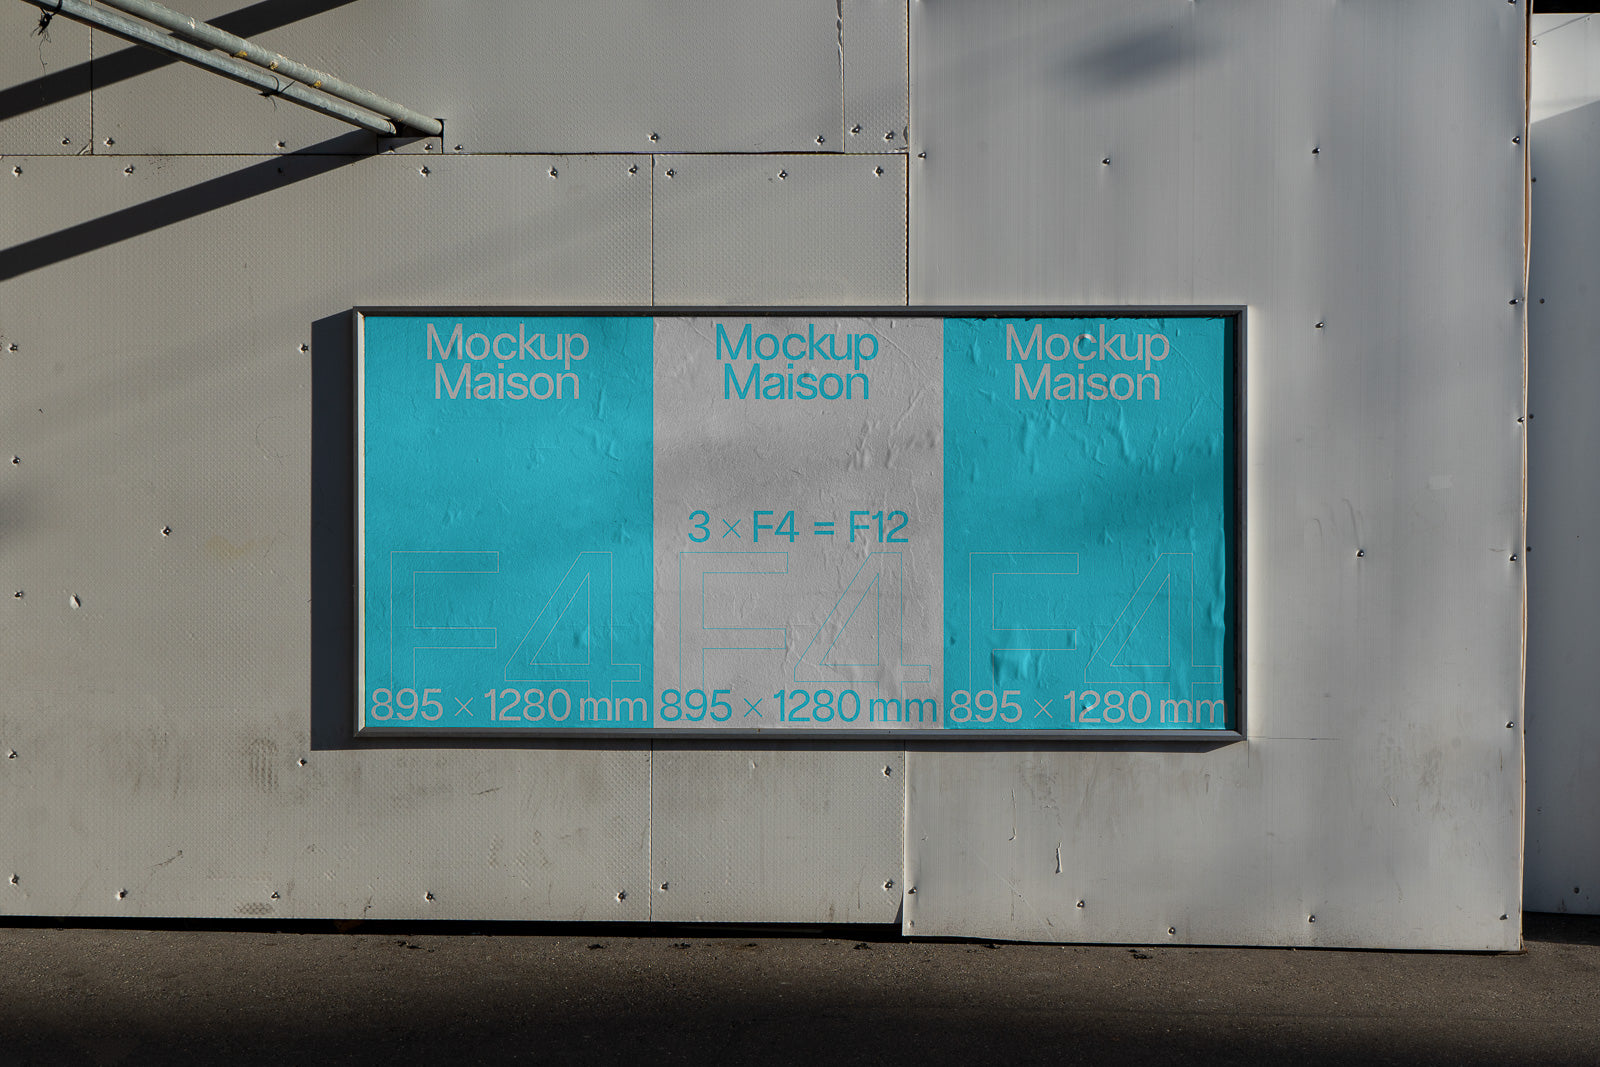 Mockup
Maison
F4
895 × 1280 mm
Mockup
Maison
3 × F4 = F12
F4
895 × 1280 mm
Mockup
Maison
F4
895 × 1280 mm